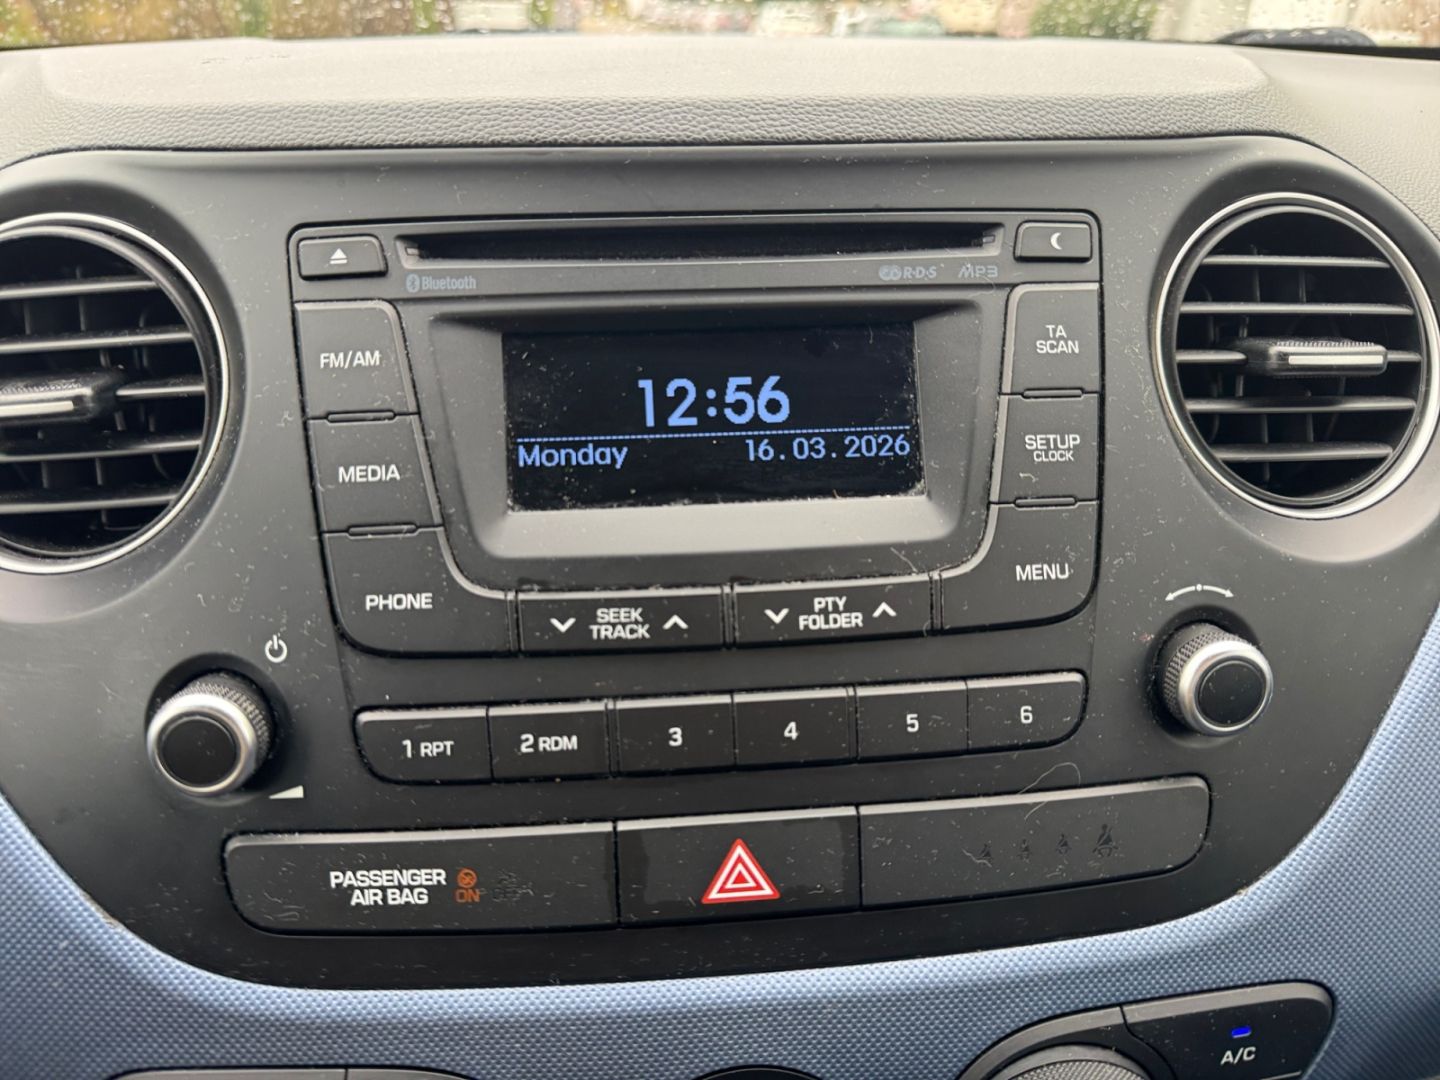 Bluetooth
R·D·S
MP3
FM/AM
12:56
TA
SCAN
Monday
16.03.2026
MEDIA
SETUP
CLOCK
PHONE
SEEK
TRACK
PTY
FOLDER
MENU
1 RPT
2 RDM
3
4
5
6
PASSENGER
AIR BAG
ON
A/C